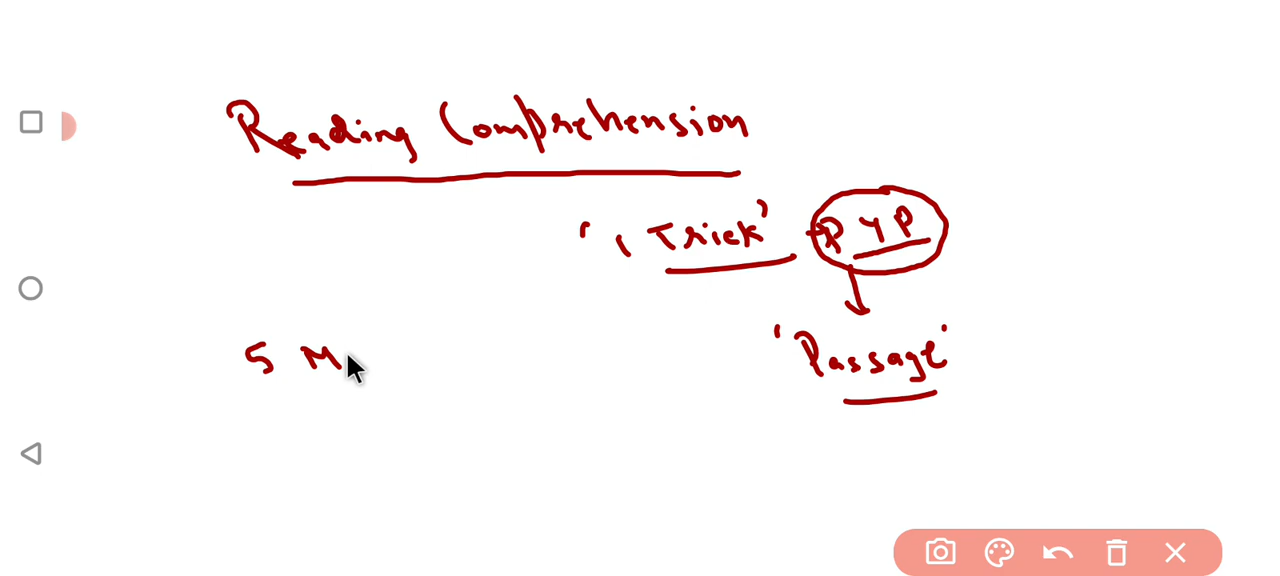 Reading Comprehension
' 1 Trick' → PYP
'Passage'
5 M